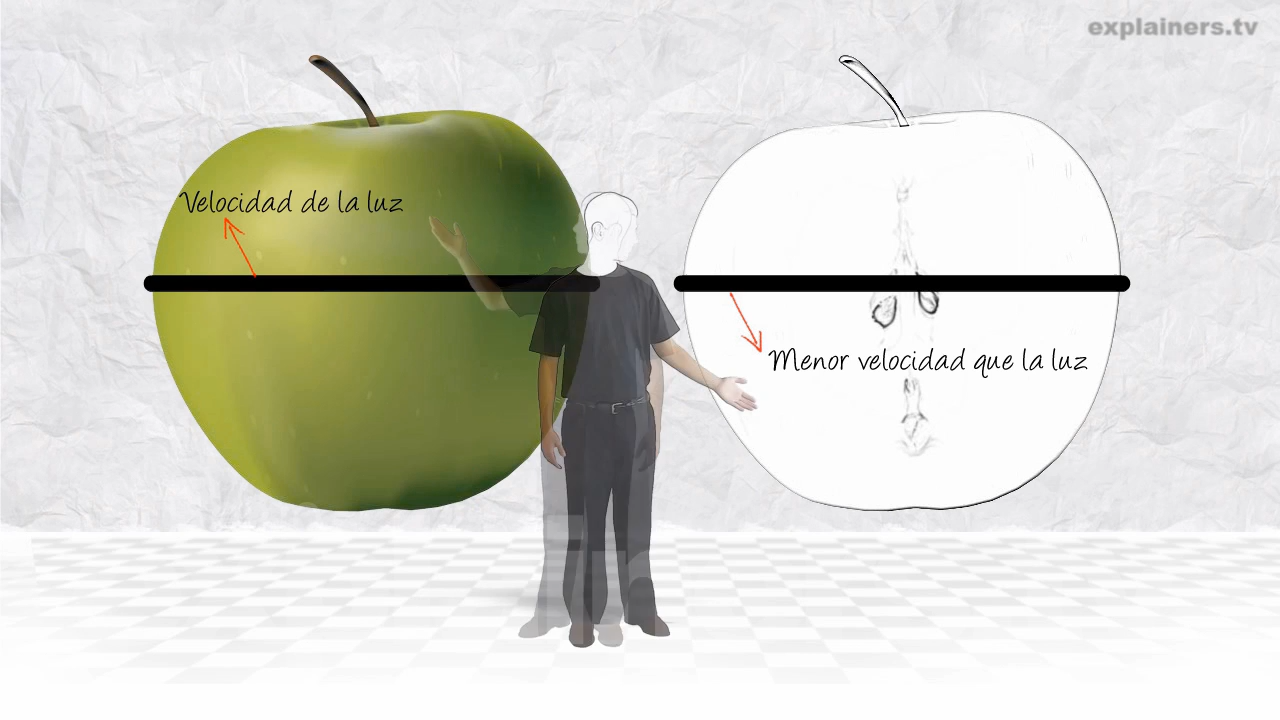 explainers.tv
Velocidad de la luz
Menor velocidad que la luz